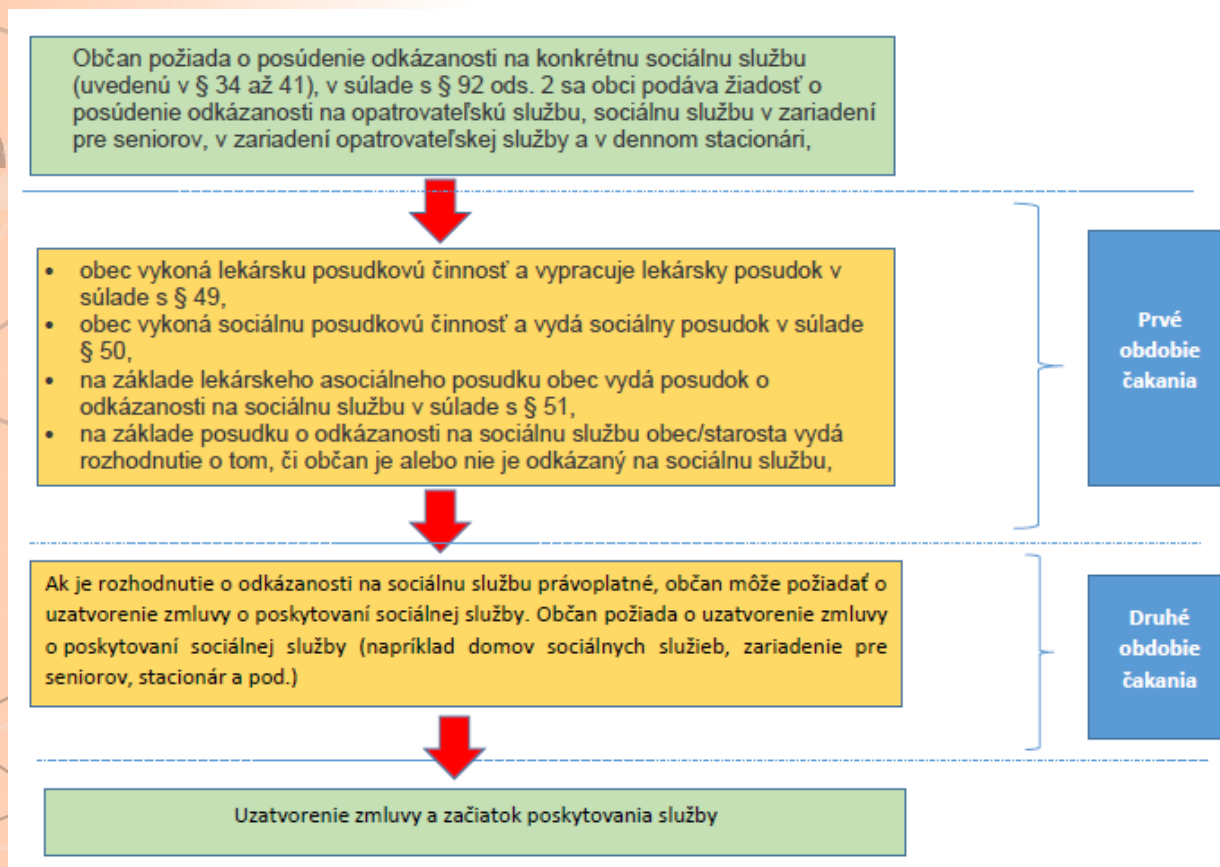 Občan požiada o posúdenie odkázanosti na konkrétnu sociálnu službu
(uvedenú v § 34 až 41), v súlade s § 92 ods. 2 sa obci podáva žiadosť o
posúdenie odkázanosti na opatrovateľskú službu, sociálnu službu v zariadení
pre seniorov, v zariadení opatrovateľskej služby a v dennom stacionári,
• obec vykoná lekársku posudkovú činnosť a vypracuje lekársky posudok v
súlade s § 49,
• obec vykoná sociálnu posudkovú činnosť a vydá sociálny posudok v súlade
§ 50,
• na základe lekárskeho asociálneho posudku obec vydá posudok o
odkázanosti na sociálnu službu v súlade s § 51,
• na základe posudku o odkázanosti na sociálnu službu obec/starosta vydá
rozhodnutie o tom, či občan je alebo nie je odkázaný na sociálnu službu,
Prvé
obdobie
čakania
Ak je rozhodnutie o odkázanosti na sociálnu službu právoplatné, občan môže požiadať o
uzatvorenie zmluvy o poskytovaní sociálnej služby. Občan požiada o uzatvorenie zmluvy
o poskytovaní sociálnej služby (napríklad domov sociálnych služieb, zariadenie pre
seniorov, stacionár a pod.)
Druhé
obdobie
čakania
Uzatvorenie zmluvy a začiatok poskytovania služby